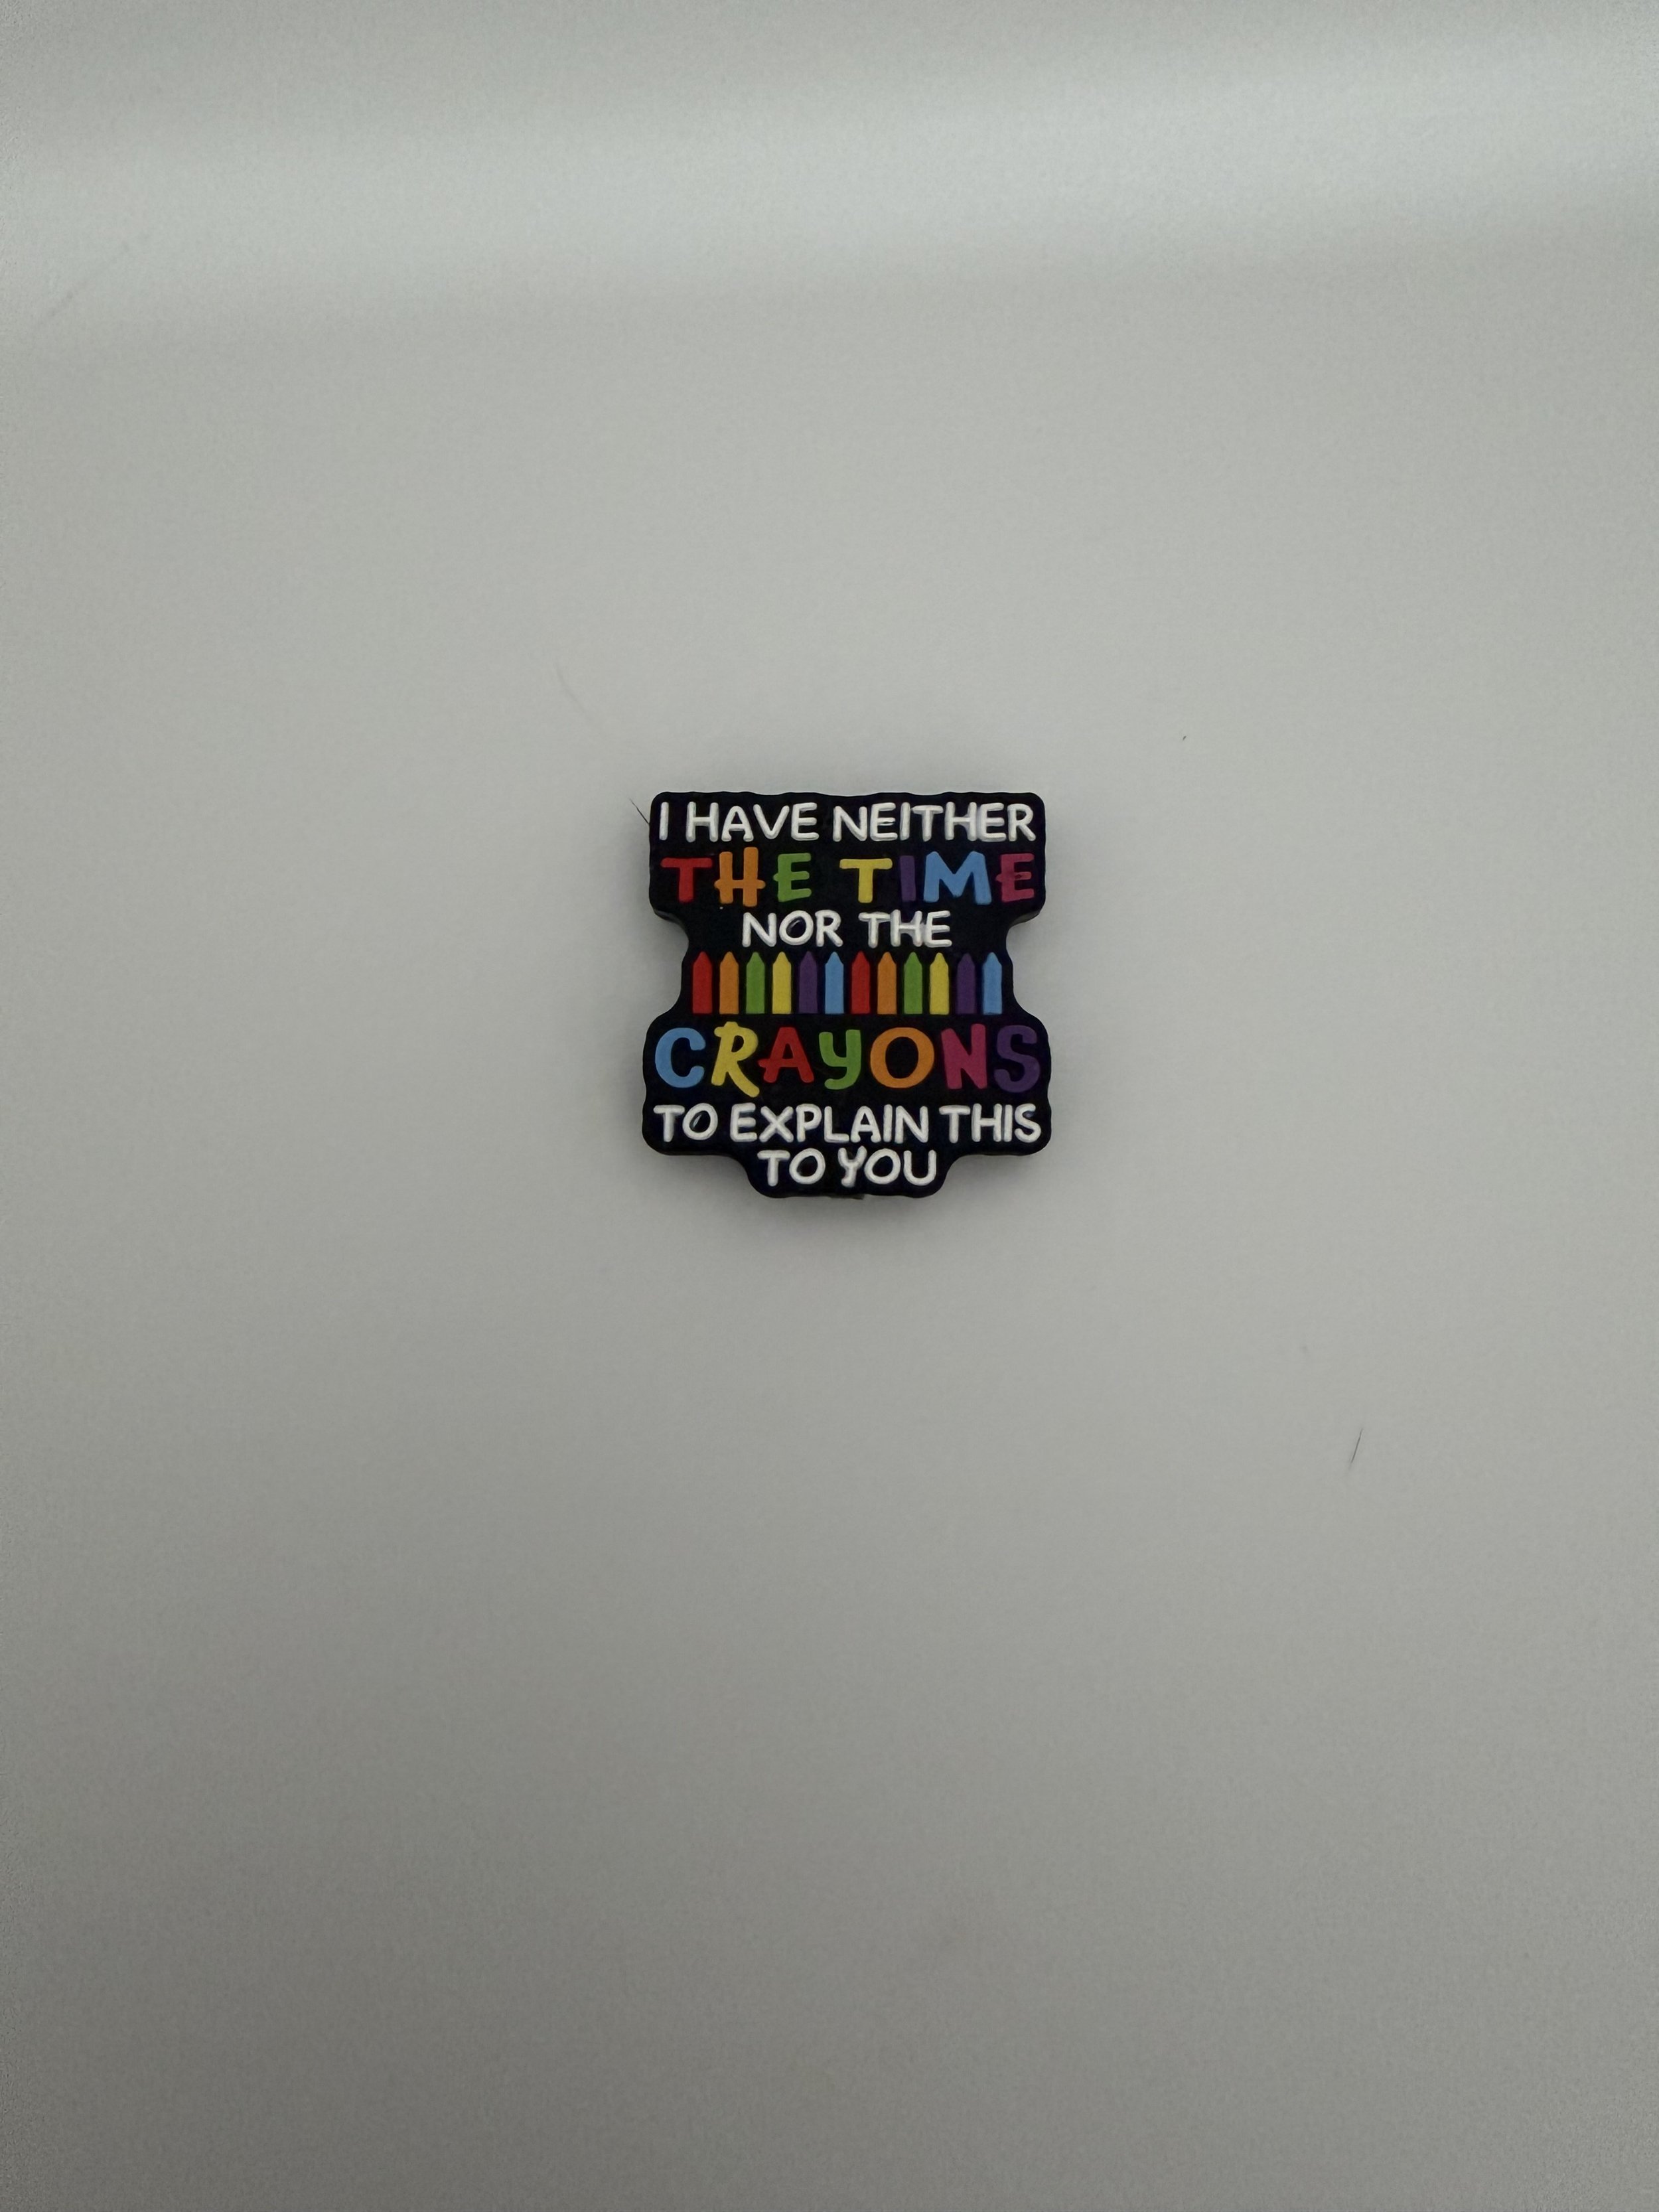 I HAVE NEITHER
THE TIME
NOR THE
CRAYONS
TO EXPLAIN THIS
TO YOU